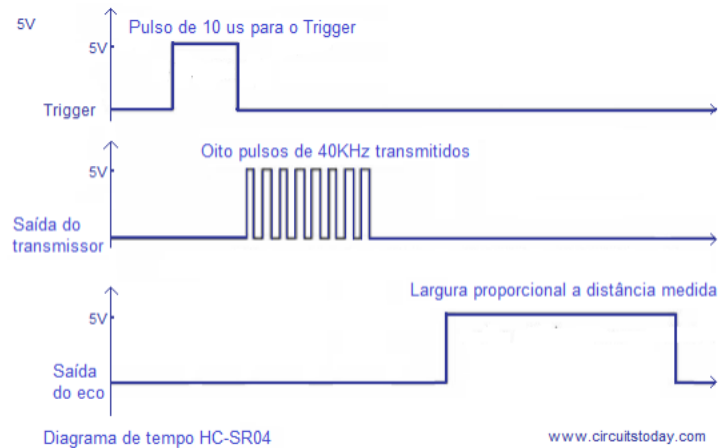 5V
Pulso de 10 us para o Trigger
5V
Trigger
Oito pulsos de 40KHz transmitidos
5V
Saída do
transmissor
Largura proporcional a distância medida
5V
Saída
do eco
Diagrama de tempo HC-SR04
www.circuitstoday.com